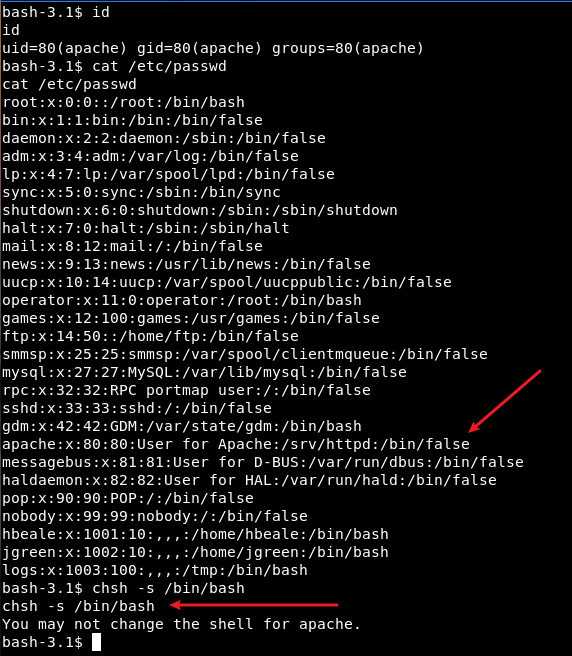 bash-3.1$ id
id
uid=80(apache) gid=80(apache) groups=80(apache)
bash-3.1$ cat /etc/passwd
cat /etc/passwd
root:x:0:0::/root:/bin/bash
bin:x:1:1:bin:/bin:/bin/false
daemon:x:2:2:daemon:/sbin:/bin/false
adm:x:3:4:adm:/var/log:/bin/false
lp:x:4:7:lp:/var/spool/lpd:/bin/false
sync:x:5:0:sync:/sbin:/bin/sync
shutdown:x:6:0:shutdown:/sbin:/sbin/shutdown
halt:x:7:0:halt:/sbin:/sbin/halt
mail:x:8:12:mail:/:/bin/false
news:x:9:13:news:/usr/lib/news:/bin/false
uucp:x:10:14:uucp:/var/spool/uucppublic:/bin/false
operator:x:11:0:operator:/root:/bin/bash
games:x:12:100:games:/usr/games:/bin/false
ftp:x:14:50::/home/ftp:/bin/false
smmsp:x:25:25:smmsp:/var/spool/clientmqueue:/bin/false
mysql:x:27:27:MySQL:/var/lib/mysql:/bin/false
rpc:x:32:32:RPC portmap user:/:/bin/false
sshd:x:33:33:sshd:/:/bin/false
gdm:x:42:42:GDM:/var/state/gdm:/bin/bash
apache:x:80:80:User for Apache:/srv/httpd:/bin/false
messagebus:x:81:81:User for D-BUS:/var/run/dbus:/bin/false
haldaemon:x:82:82:User for HAL:/var/run/hald:/bin/false
pop:x:90:90:POP:/:/bin/false
nobody:x:99:99:nobody:/:/bin/false
hbeale:x:1001:10:,,,:/home/hbeale:/bin/bash
jgreen:x:1002:10:,,,:/home/jgreen:/bin/bash
logs:x:1003:100:,,,:/tmp:/bin/bash
bash-3.1$ chsh -s /bin/bash
chsh -s /bin/bash
You may not change the shell for apache.
bash-3.1$